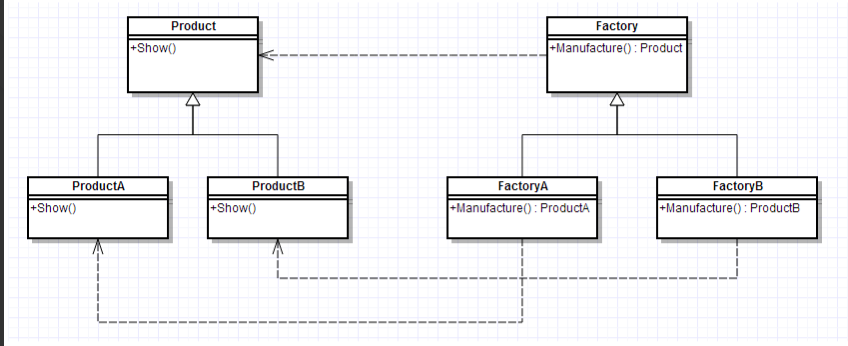 Product
+Show()
Factory
+Manufacture() : Product
ProductA
+Show()
ProductB
+Show()
FactoryA
+Manufacture() : ProductA
FactoryB
+Manufacture() : ProductB